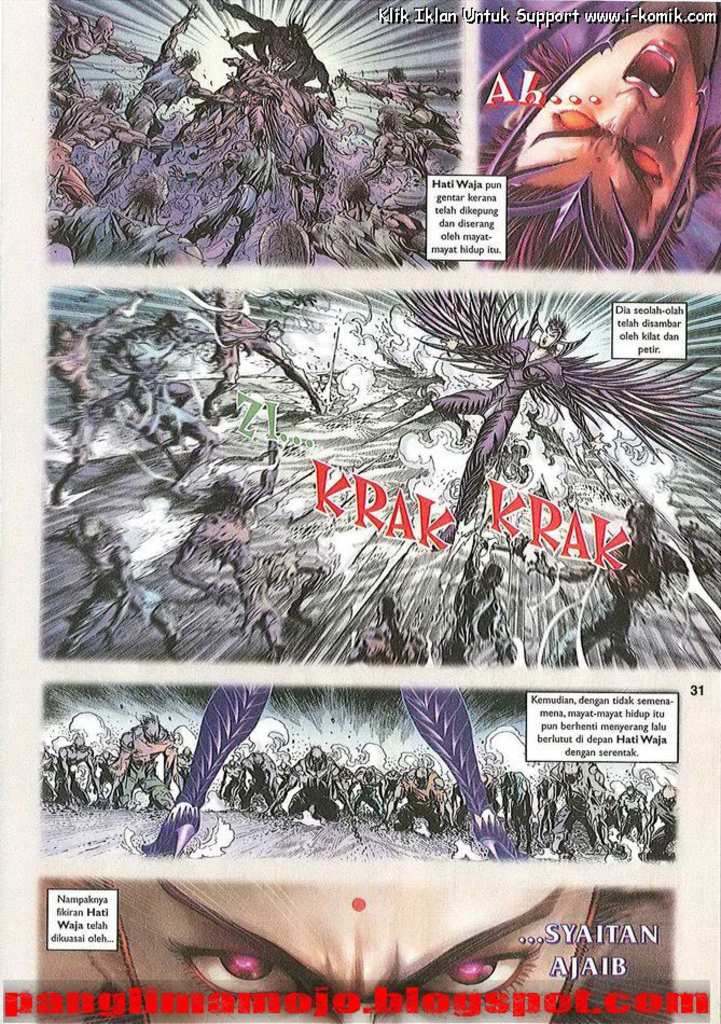 Klik Iklan Untuk Support www.i-komik.com
Ah....
Hati Waja pun
gentar kerana
telah dikepung
dan diserang
oleh mayat-
mayat hidup itu.
Dia seolah-olah
telah disambar
oleh kilat dan
petir.
ZI....
KRAK KRAK
31
Kemudian, dengan tidak semena-
mena, mayat-mayat hidup itu
pun berhenti menyerang lalu
berlutut di depan Hati Waja
dengan serentak.
Nampaknya
fikiran Hati
Waja telah
dikuasai oleh...
...SYAITAN
AJAIB
panglimamojo.blogspot.com